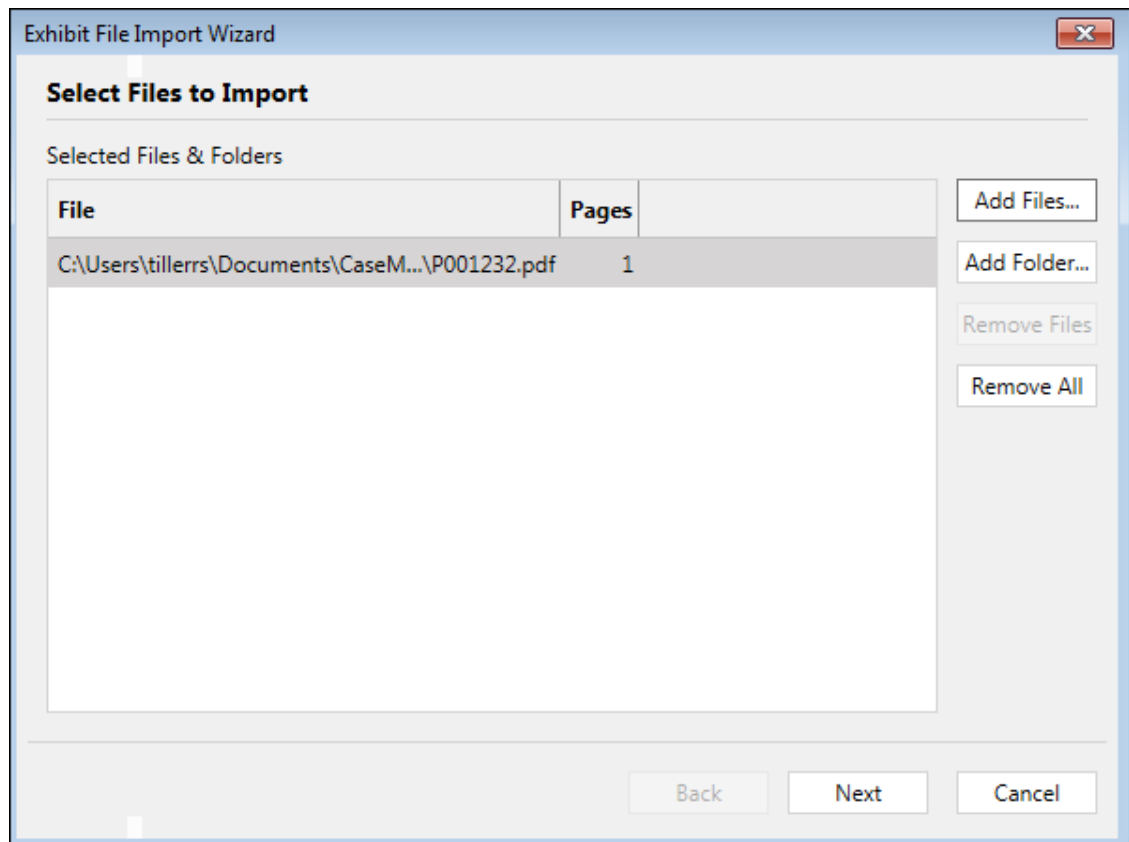 Exhibit File Import Wizard
Select Files to Import
Selected Files & Folders
File Pages
C:\Users\tillerrs\Documents\CaseM...\P001232.pdf 1
Add Files...
Add Folder...
Remove Files
Remove All
Back Next Cancel